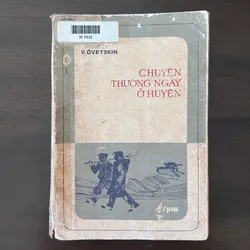 V. ÔVETSKIN
CHUYỆN
THƯỜNG NGÀY
Ở HUYỆN